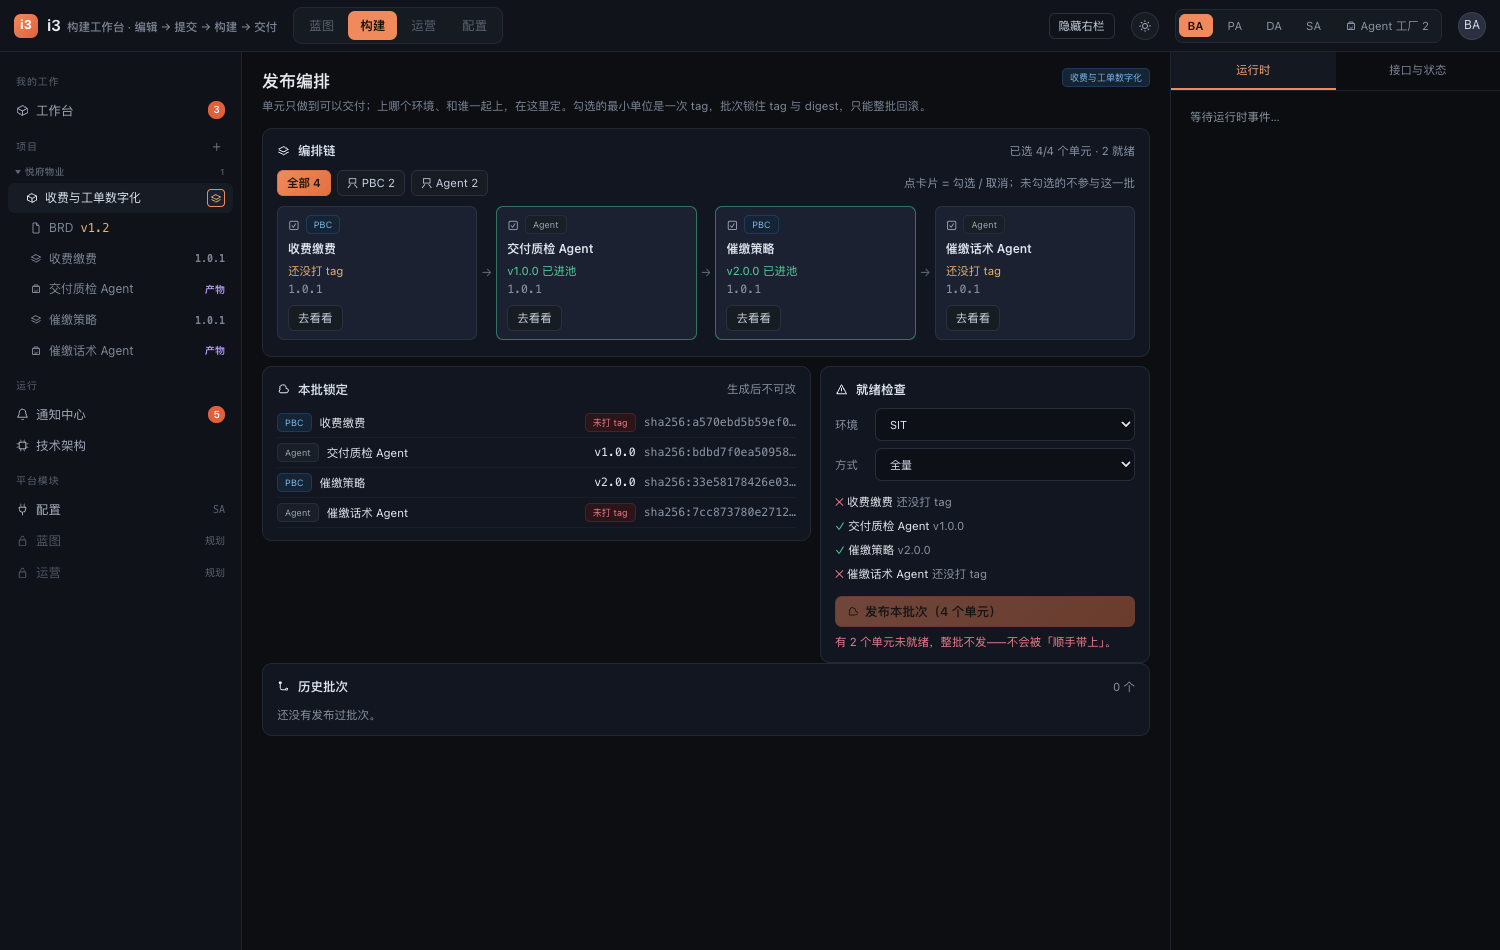 i3 i3 构建工作台 · 编辑 → 提交 → 构建 → 交付 蓝图 构建 运营 配置 隐藏右栏 BA PA DA SA Agent 工厂 2 BA
我的工作
工作台 3
项目 +
悦府物业 1
收费与工单数字化
BRD v1.2
收费缴费 1.0.1
交付质检 Agent 产物
催缴策略 1.0.1
催缴话术 Agent 产物
运行
通知中心 5
技术架构
平台模块
配置 SA
蓝图 规划
运营 规划
发布编排 收费与工单数字化
单元只做到可以交付；上哪个环境、和谁一起上，在这里定。勾选的最小单位是一次 tag，批次锁住 tag 与 digest，只能整批回滚。
编排链 已选 4/4 个单元 · 2 就绪
全部 4 PBC 2 Agent 2 点卡片 = 勾选 / 取消；未勾选的不参与这一批
PBC
收费缴费
还没打 tag
1.0.1
去看看
→
Agent
交付质检 Agent
v1.0.0 已进池
1.0.1
去看看
→
PBC
催缴策略
v2.0.0 已进池
1.0.1
去看看
→
Agent
催缴话术 Agent
还没打 tag
1.0.1
去看看
本批锁定 生成后不可改
PBC 收费缴费 未打 tag sha256:a570ebd5b59ef0…
Agent 交付质检 Agent v1.0.0 sha256:bdbd7f0ea50958…
PBC 催缴策略 v2.0.0 sha256:33e58178426e03…
Agent 催缴话术 Agent 未打 tag sha256:7cc873780e2712…
就绪检查
环境 SIT
方式 全量
收费缴费 还没打 tag
交付质检 Agent v1.0.0
催缴策略 v2.0.0
催缴话术 Agent 还没打 tag
发布本批次（4 个单元）
有 2 个单元未就绪，整批不发——不会被「顺手带上」。
历史批次 0 个
还没有发布过批次。
运行时 接口与状态
等待运行时事件…